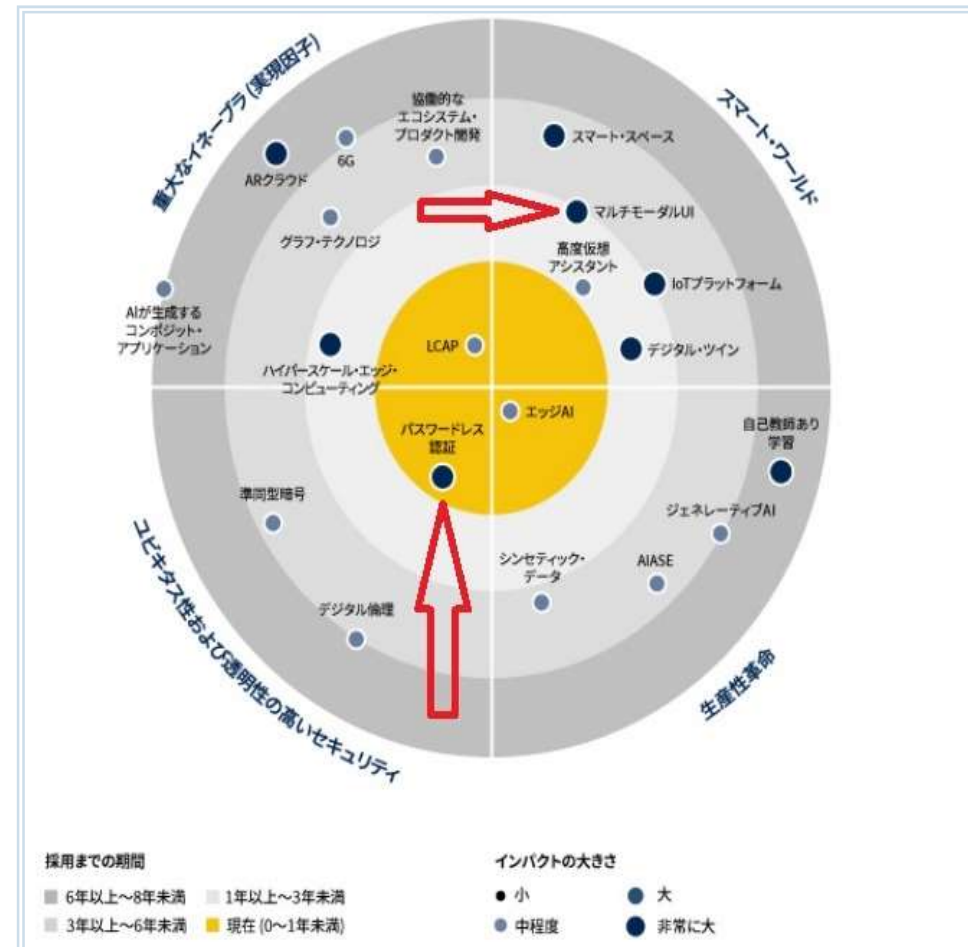 重大なイネーブラ (実現因子)
スマート・ワールド
協働的な
エコシステム・
プロダクト開発
6G
ARクラウド
スマート・スペース
グラフ・テクノロジ
マルチモーダルUI
高度仮想
アシスタント
IoTプラットフォーム
AIが生成する
コンポジット・
アプリケーション
ハイパースケール・エッジ・
コンピューティング
LCAP
デジタル・ツイン
エッジAI
パスワードレス
認証
自己教師あり
学習
準同型暗号
ジェネレーティブAI
シンセティック・
データ
AIASE
デジタル倫理
ユビキタス性および透明性の高いセキュリティ
生産性革命
採用までの期間
6年以上～8年未満
1年以上～3年未満
3年以上～6年未満
現在 (0～1年未満)
インパクトの大きさ
小
大
中程度
非常に大